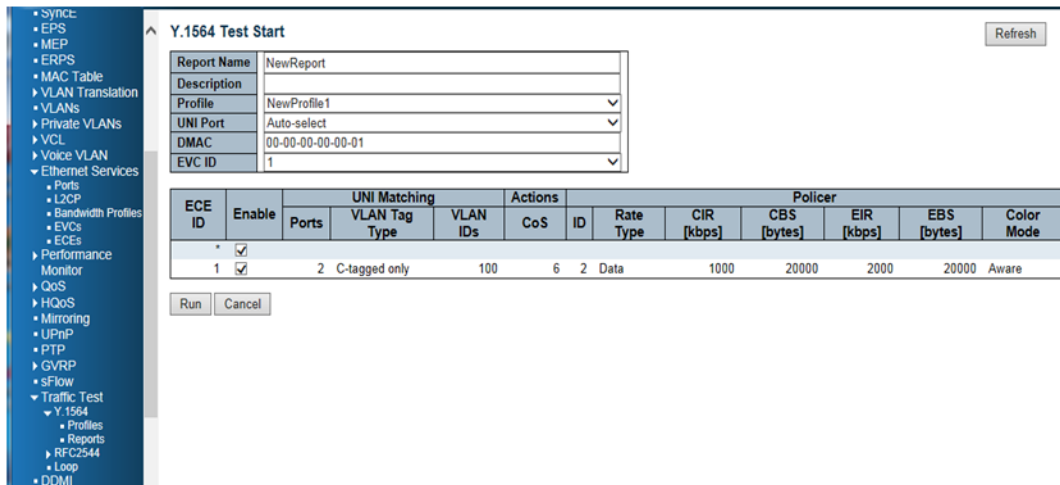 SyncE
EPS
MEP
ERPS
MAC Table
VLAN Translation
VLANs
Private VLANs
VCL
Voice VLAN
Ethernet Services
Ports
L2CP
Bandwidth Profiles
EVCs
ECEs
Performance
Monitor
QoS
HQoS
Mirroring
UPnP
PTP
GVRP
sFlow
Traffic Test
Y.1564
Profiles
Reports
RFC2544
Loop
DDMI
Y.1564 Test Start
Refresh
Report Name NewReport
Description
Profile NewProfile1
UNI Port Auto-select
DMAC 00-00-00-00-00-01
EVC ID 1
ECE ID Enable UNI Matching Actions Policer
Ports VLAN Tag Type VLAN IDs CoS ID Rate Type CIR [kbps] CBS [bytes] EIR [kbps] EBS [bytes] Color Mode
*
1 2 C-tagged only 100 6 2 Data 1000 20000 2000 20000 Aware
Run Cancel